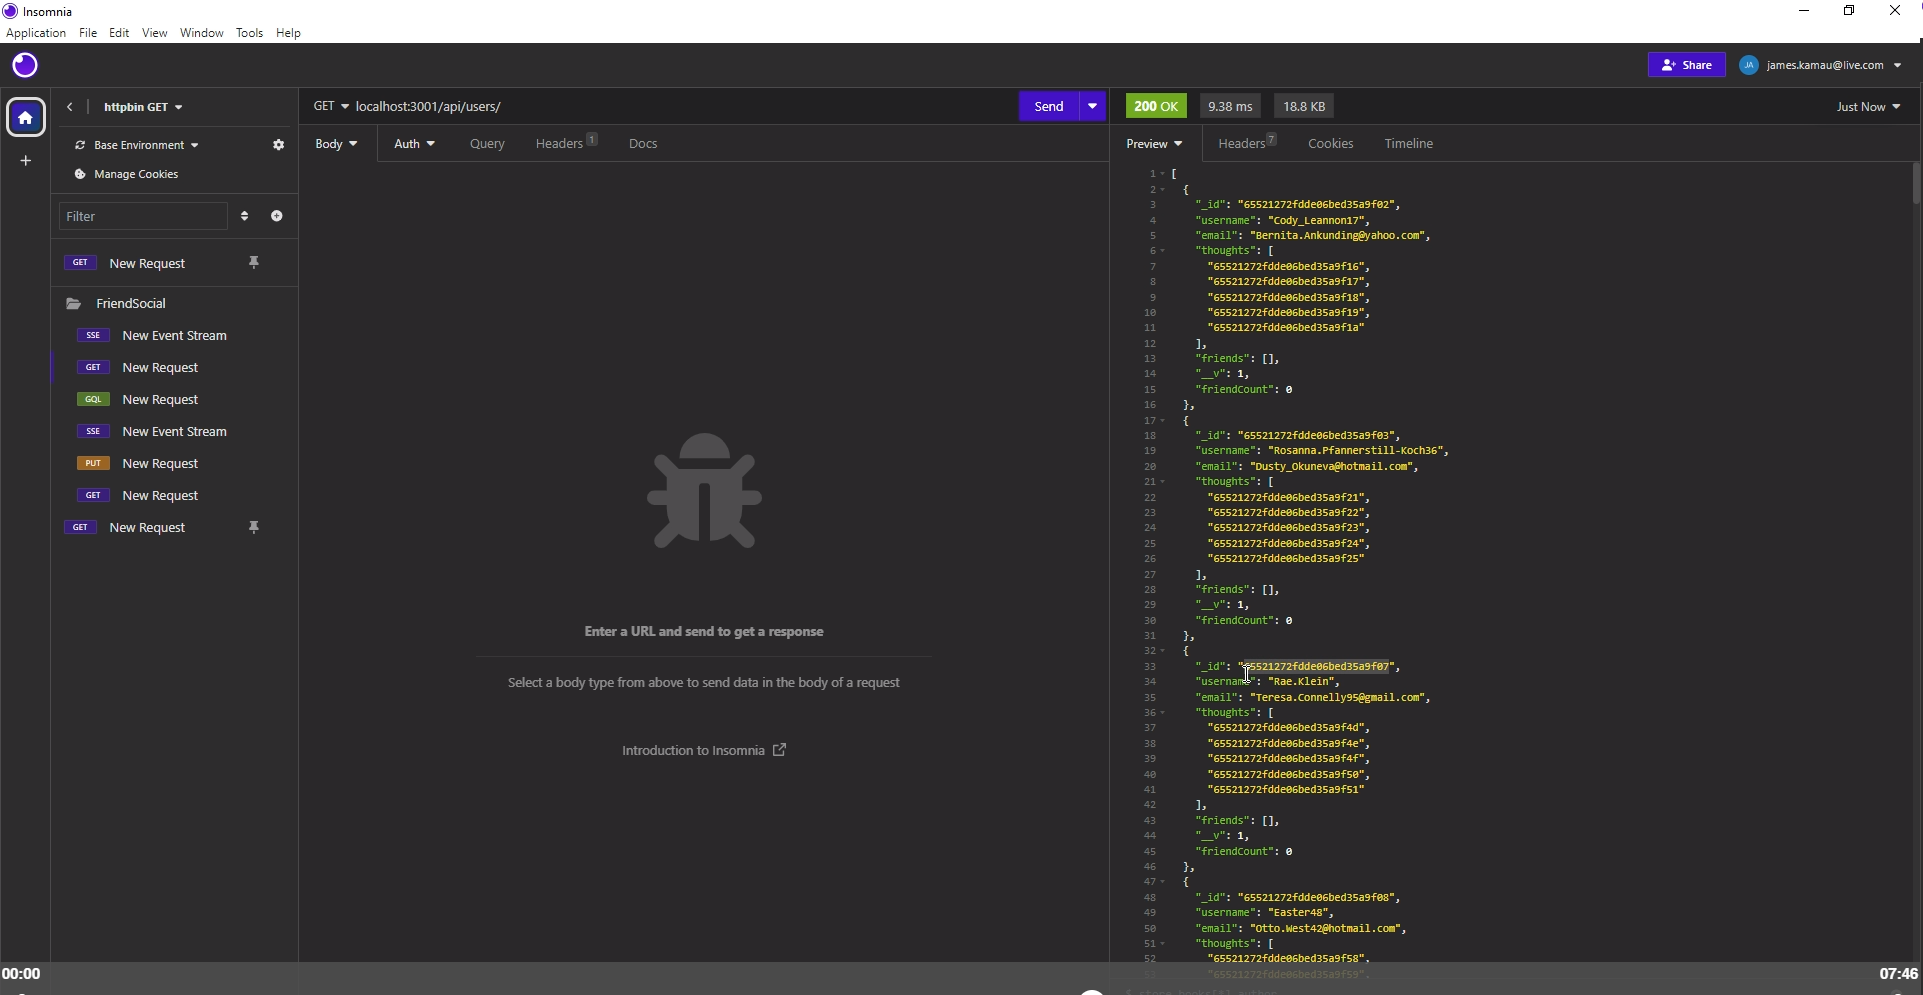 Insomnia
Application File Edit View Window Tools Help
Share JA james.kamau@live.com
httpbin GET
Base Environment
Manage Cookies
Filter
GET New Request
FriendSocial
SSE New Event Stream
GET New Request
GQL New Request
SSE New Event Stream
PUT New Request
GET New Request
GET New Request
GET localhost:3001/api/users/ Send
Body Auth Query Headers 1 Docs
Enter a URL and send to get a response
Select a body type from above to send data in the body of a request
Introduction to Insomnia
200 OK 9.38 ms 18.8 KB Just Now
Preview Headers 7 Cookies Timeline
1 [
2 {
3 "_id": "65521272fdde06bed35a9f02",
4 "username": "Cody_Leannon17",
5 "email": "Bernita.Ankunding@yahoo.com",
6 "thoughts": [
7 "65521272fdde06bed35a9f16",
8 "65521272fdde06bed35a9f17",
9 "65521272fdde06bed35a9f18",
10 "65521272fdde06bed35a9f19",
11 "65521272fdde06bed35a9f1a"
12 ],
13 "friends": [],
14 "__v": 1,
15 "friendCount": 0
16 },
17 {
18 "_id": "65521272fdde06bed35a9f03",
19 "username": "Rosanna.Pfannerstill-Koch36",
20 "email": "Dusty_Okuneva@hotmail.com",
21 "thoughts": [
22 "65521272fdde06bed35a9f21",
23 "65521272fdde06bed35a9f22",
24 "65521272fdde06bed35a9f23",
25 "65521272fdde06bed35a9f24",
26 "65521272fdde06bed35a9f25"
27 ],
28 "friends": [],
29 "__v": 1,
30 "friendCount": 0
31 },
32 {
33 "_id": "65521272fdde06bed35a9f07",
34 "username": "Rae.Klein",
35 "email": "Teresa.Connelly95@gmail.com",
36 "thoughts": [
37 "65521272fdde06bed35a9f4d",
38 "65521272fdde06bed35a9f4e",
39 "65521272fdde06bed35a9f4f",
40 "65521272fdde06bed35a9f50",
41 "65521272fdde06bed35a9f51"
42 ],
43 "friends": [],
44 "__v": 1,
45 "friendCount": 0
46 },
47 {
48 "_id": "65521272fdde06bed35a9f08",
49 "username": "Easter48",
50 "email": "Otto.West42@hotmail.com",
51 "thoughts": [
52 "65521272fdde06bed35a9f58",
53 "65521272fdde06bed35a9f59",
00:00 07:46